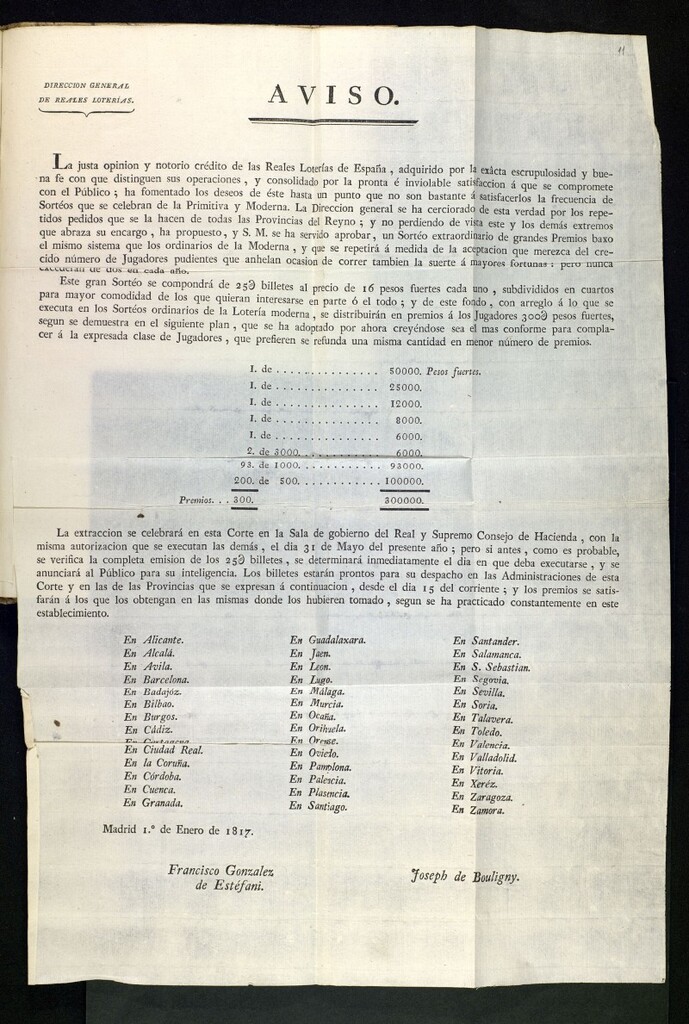 11
DIRECCION GENERAL
DE REALES LOTERÍAS.
AVISO.
La justa opinion y notorio crédito de las Reales Loterías de España, adquirido por la exâcta escrupulosidad y bue-
na fe con que distinguen sus operaciones, y consolidado por la pronta é inviolable satisfaccion á que se compromete
con el Público; ha fomentado los deseos de éste hasta un punto que no son bastante á satisfacerlos la frecuencia de
Sortéos que se celebran de la Primitiva y Moderna. La Direccion general se ha cerciorado de esta verdad por los repe-
tidos pedidos que se la hacen de todas las Provincias del Reyno; y no perdiendo de vista este y los demás extremos
que abraza su encargo, ha propuesto, y S. M. se ha servido aprobar, un Sortéo extraordinario de grandes Premios baxo
el mismo sistema que los ordinarios de la Moderna, y que se repetirá á medida de la aceptacion que merezca del cre-
cido número de Jugadores pudientes que anhelan ocasion de correr tambien la suerte á mayores fortunas: pero nunca
excederán de dos en cada año.
Este gran Sortéo se compondrá de 25∂ billetes al precio de 16 pesos fuertes cada uno, subdividos en cuartos
para mayor comodidad de los que quieran interesarse en parte ó el todo; y de este fondo, con arreglo á lo que se
executa en los Sortéos ordinarios de la Lotería moderna, se distribuirán en premios á los Jugadores 300∂ pesos fuertes,
segun se demuestra en el siguiente plan, que se ha adoptado por ahora creyéndose sea el mas conforme para compla-
cer á la expresada clase de Jugadores, que prefieren se refunda una misma cantidad en menor número de premios.
1. de . . . . . . . . . . . . . . . 50000. Pesos fuertes.
1. de . . . . . . . . . . . . . . . 25000.
1. de . . . . . . . . . . . . . . . 12000.
1. de . . . . . . . . . . . . . . . 8000.
1. de . . . . . . . . . . . . . . . 6000.
2. de 3000. . . . . . . . . . . . 6000.
93. de 1000. . . . . . . . . . . 93000.
200. de 500. . . . . . . . . . . 100000.
Premios. . . 300. 300000.
La extraccion se celebrará en esta Corte en la Sala de gobierno del Real y Supremo Consejo de Hacienda, con la
misma autorizacion que se executan las demás, el dia 31 de Mayo del presente año; pero si antes, como es probable,
se verifica la completa emision de los 25∂ billetes, se determinará inmediatamente el dia en que deba executarse, y se
anunciará al Público para su inteligencia. Los billetes estarán prontos para su despacho en las Administraciones de esta
Corte y en las de las Provincias que se expresan á continuacion, desde el dia 15 del corriente; y los premios se satis-
farán á los que los obtengan en las mismas donde los hubieren tomado, segun se ha practicado constantemente en este
establecimiento.
En Alicante.
En Alcalá.
En Avila.
En Barcelona.
En Badajóz.
En Bilbao.
En Burgos.
En Cádiz.
En Cartagena.
En Ciudad Real.
En la Coruña.
En Córdoba.
En Cuenca.
En Granada.
En Guadalaxara.
En Jaen.
En Leon.
En Lugo.
En Málaga.
En Murcia.
En Ocaña.
En Orihuela.
En Orense.
En Oviedo.
En Pamplona.
En Palencia.
En Plasencia.
En Santiago.
En Santander.
En Salamanca.
En S. Sebastian.
En Segovia.
En Sevilla.
En Soria.
En Talavera.
En Toledo.
En Valencia.
En Valladolid.
En Vitoria.
En Xeréz.
En Zaragoza.
En Zamora.
Madrid 1.º de Enero de 1817.
Francisco Gonzalez
de Estéfani.
Joseph de Bouligny.